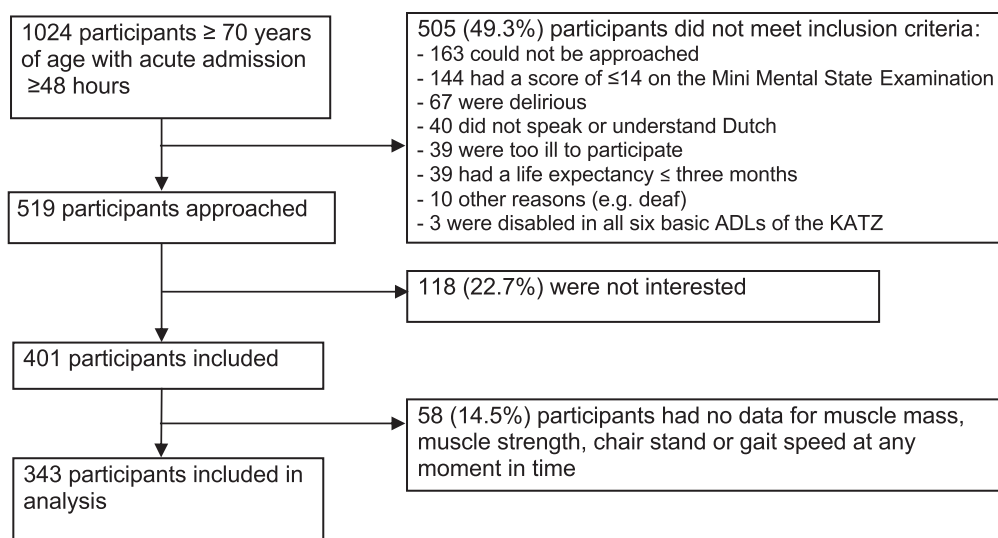 1024 participants ≥ 70 years
of age with acute admission
≥48 hours
505 (49.3%) participants did not meet inclusion criteria:
- 163 could not be approached
- 144 had a score of ≤14 on the Mini Mental State Examination
- 67 were delirious
- 40 did not speak or understand Dutch
- 39 were too ill to participate
- 39 had a life expectancy ≤ three months
- 10 other reasons (e.g. deaf)
- 3 were disabled in all six basic ADLs of the KATZ
519 participants approached
118 (22.7%) were not interested
401 participants included
58 (14.5%) participants had no data for muscle mass,
muscle strength, chair stand or gait speed at any
moment in time
343 participants included in
analysis